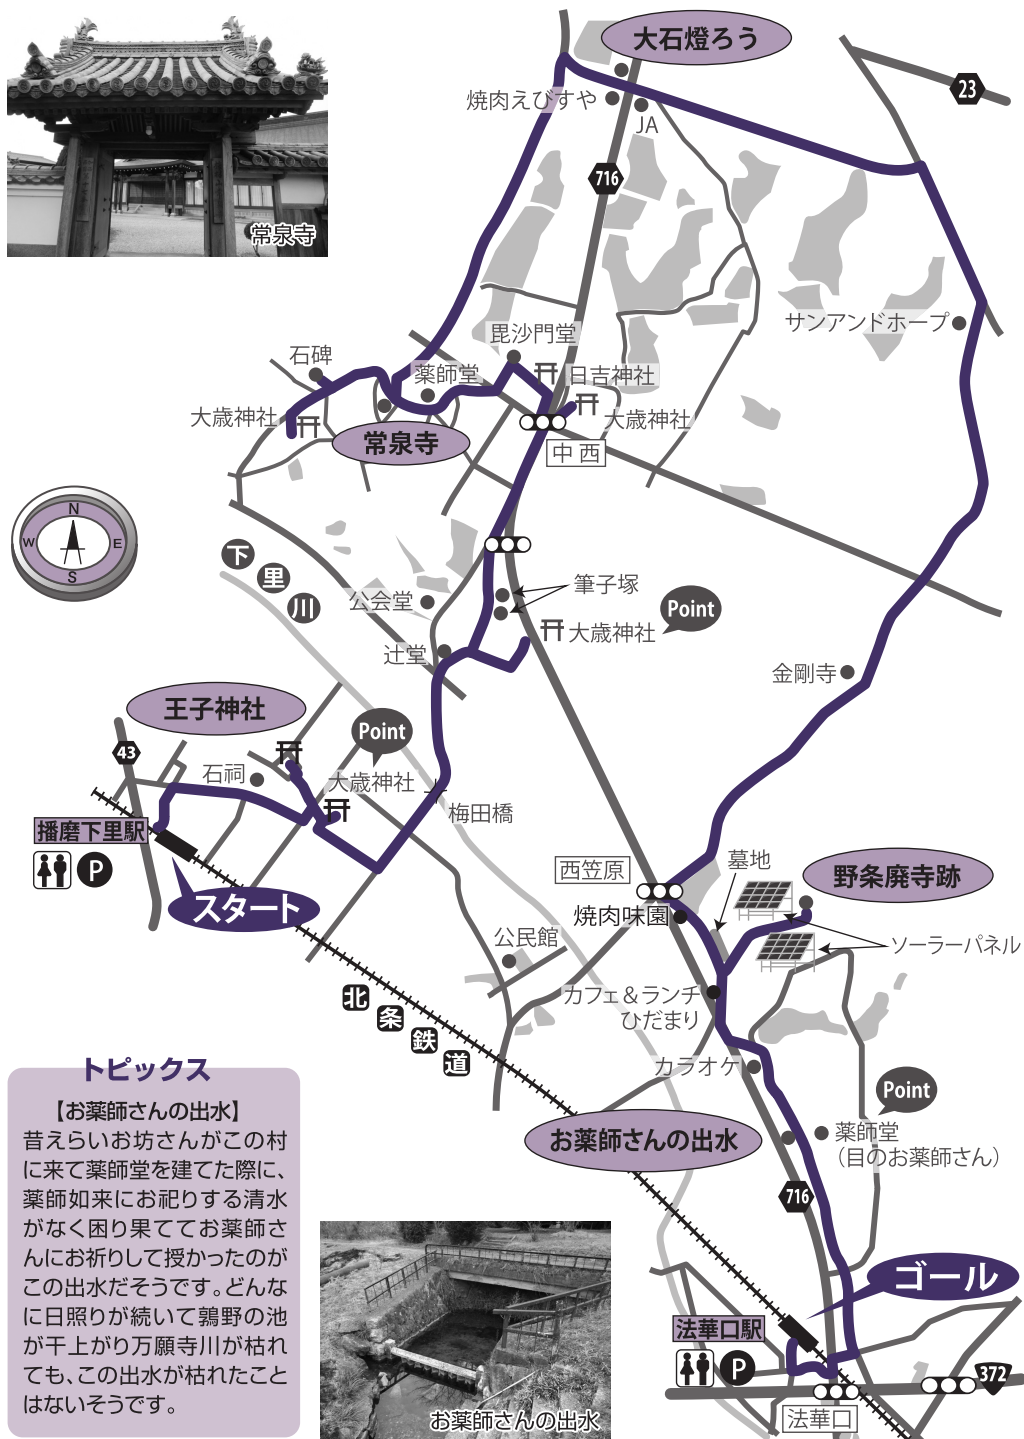 大石燈ろう
焼肉えびすや
JA
23
716
常泉寺
サンアンドホープ
毘沙門堂
石碑
薬師堂
日吉神社
大歳神社
大歳神社
常泉寺
中西
N
W
E
S
下里川
筆子塚
公会堂
大歳神社
Point
辻堂
金剛寺
王子神社
43
Point
石祠
大歳神社
梅田橋
播磨下里駅
P
スタート
西笠原
墓地
野条廃寺跡
焼肉味園
ソーラーパネル
公民館
カフェ&ランチ
ひだまり
北条鉄道
カラオケ
Point
お薬師さんの出水
薬師堂
(目のお薬師さん)
716
ゴール
法華口駅
P
372
法華口
トピックス
【お薬師さんの出水】
昔えらいお坊さんがこの村
に来て薬師堂を建てた際に、
薬師如来にお祀りする清水
がなく困り果ててお薬師さ
んにお祈りして授かったのが
この出水だそうです。どんな
に日照りが続いて鶉野の池
が干上がり万願寺川が枯れ
ても、この出水が枯れたこと
はないそうです。
お薬師さんの出水